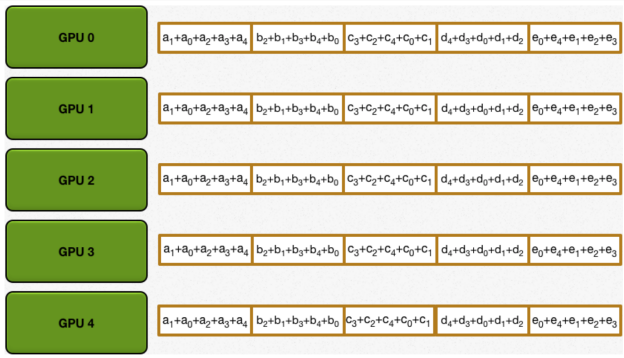 GPU 0 a₁+a₀+a₂+a₃+a₄ b₂+b₁+b₃+b₄+b₀ c₃+c₂+c₄+c₀+c₁ d₄+d₃+d₀+d₁+d₂ e₀+e₄+e₁+e₂+e₃
GPU 1 a₁+a₀+a₂+a₃+a₄ b₂+b₁+b₃+b₄+b₀ c₃+c₂+c₄+c₀+c₁ d₄+d₃+d₀+d₁+d₂ e₀+e₄+e₁+e₂+e₃
GPU 2 a₁+a₀+a₂+a₃+a₄ b₂+b₁+b₃+b₄+b₀ c₃+c₂+c₄+c₀+c₁ d₄+d₃+d₀+d₁+d₂ e₀+e₄+e₁+e₂+e₃
GPU 3 a₁+a₀+a₂+a₃+a₄ b₂+b₁+b₃+b₄+b₀ c₃+c₂+c₄+c₀+c₁ d₄+d₃+d₀+d₁+d₂ e₀+e₄+e₁+e₂+e₃
GPU 4 a₁+a₀+a₂+a₃+a₄ b₂+b₁+b₃+b₄+b₀ c₃+c₂+c₄+c₀+c₁ d₄+d₃+d₀+d₁+d₂ e₀+e₄+e₁+e₂+e₃